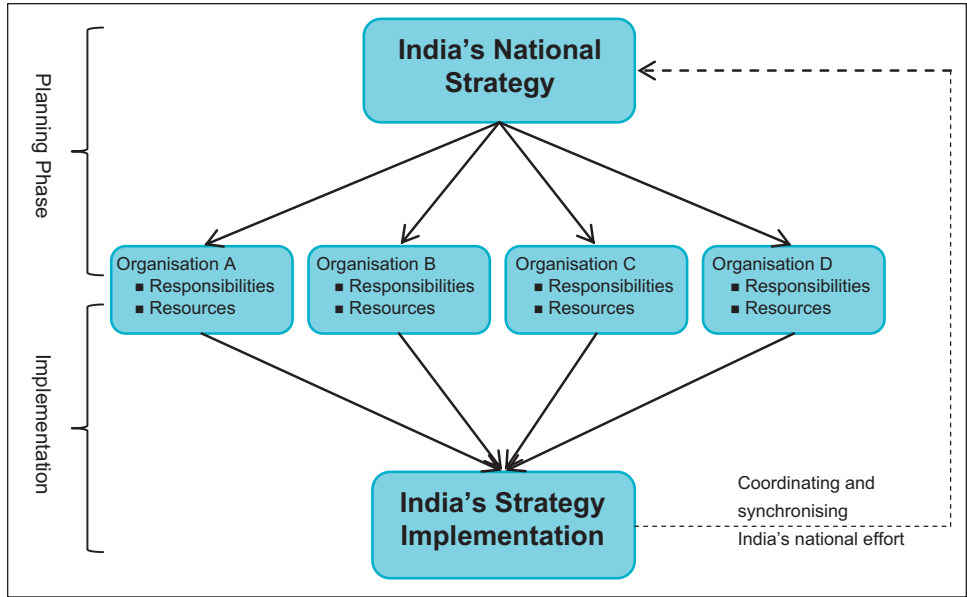 India's National
Strategy
Planning Phase
Organisation A
■ Responsibilities
■ Resources
Organisation B
■ Responsibilities
■ Resources
Organisation C
■ Responsibilities
■ Resources
Organisation D
■ Responsibilities
■ Resources
Implementation
India's Strategy
Implementation
Coordinating and
synchronising
India's national effort